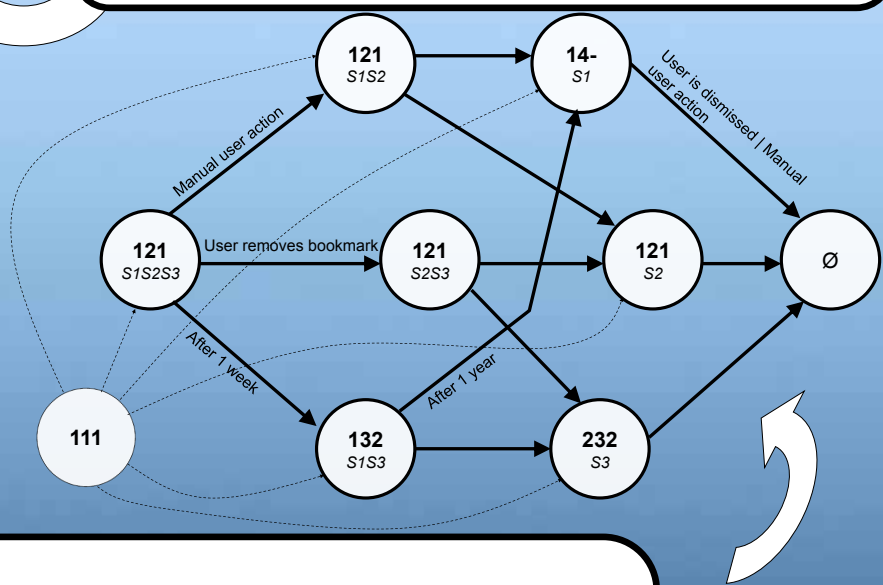 121
S1S2
14-
S1
User is dismissed | Manual
user action
Manual user action
121
S1S2S3
User removes bookmark
121
S2S3
121
S2
Ø
After 1 week
After 1 year
111
132
S1S3
232
S3